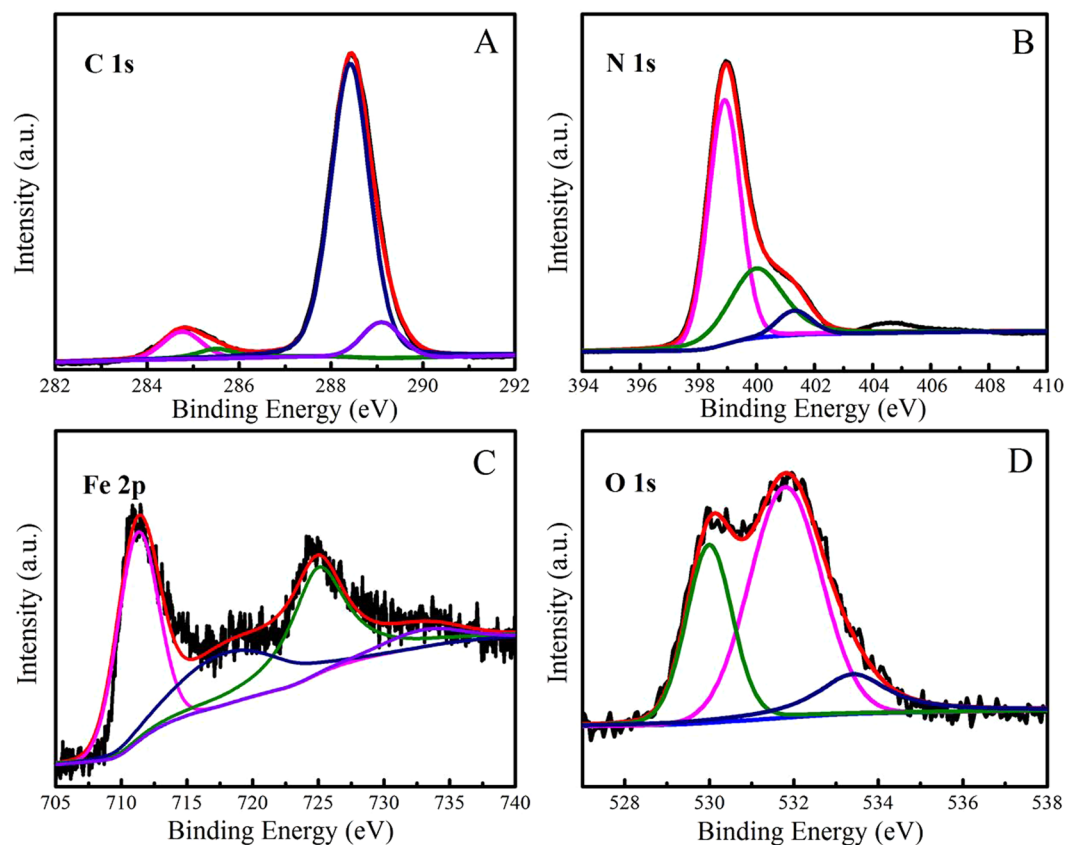 A
C 1s
Intensity (a.u.)
282 284 286 288 290 292
Binding Energy (eV)
B
N 1s
Intensity (a.u.)
394 396 398 400 402 404 406 408 410
Binding Energy (eV)
C
Fe 2p
Intensity (a.u.)
705 710 715 720 725 730 735 740
Binding Energy (eV)
D
O 1s
Intensity (a.u.)
528 530 532 534 536 538
Binding Energy (eV)